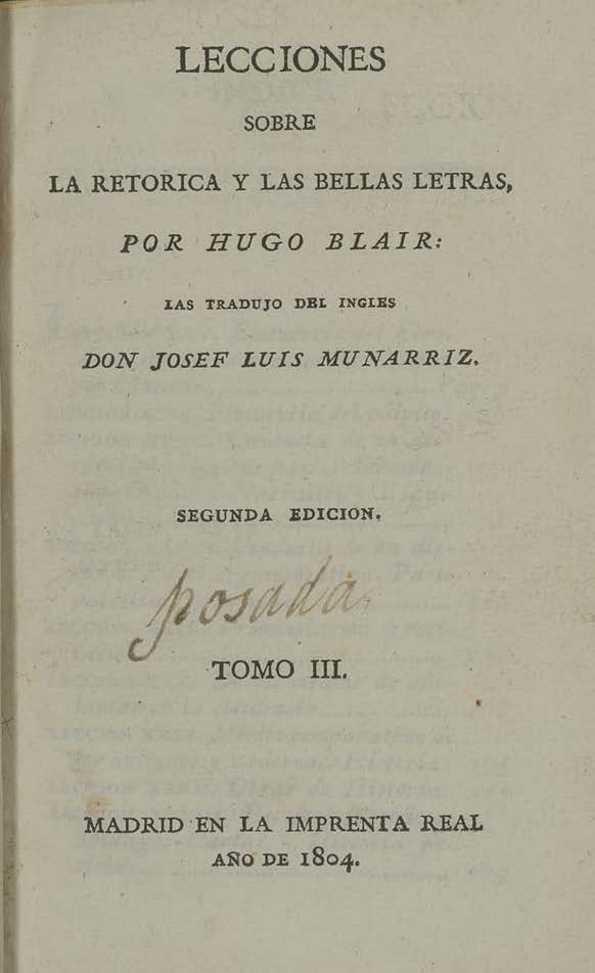 LECCIONES
SOBRE
LA RETORICA Y LAS BELLAS LETRAS,
POR HUGO BLAIR:
LAS TRADUJO DEL INGLES
DON JOSEF LUIS MUNARRIZ.
SEGUNDA EDICION.
posada
TOMO III.
MADRID EN LA IMPRENTA REAL
AÑO DE 1804.